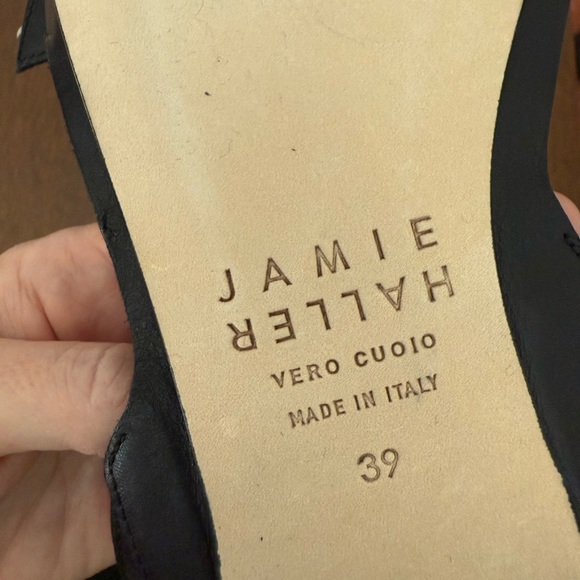 JAMIE
HALLER
VERO CUOIO
MADE IN ITALY
39